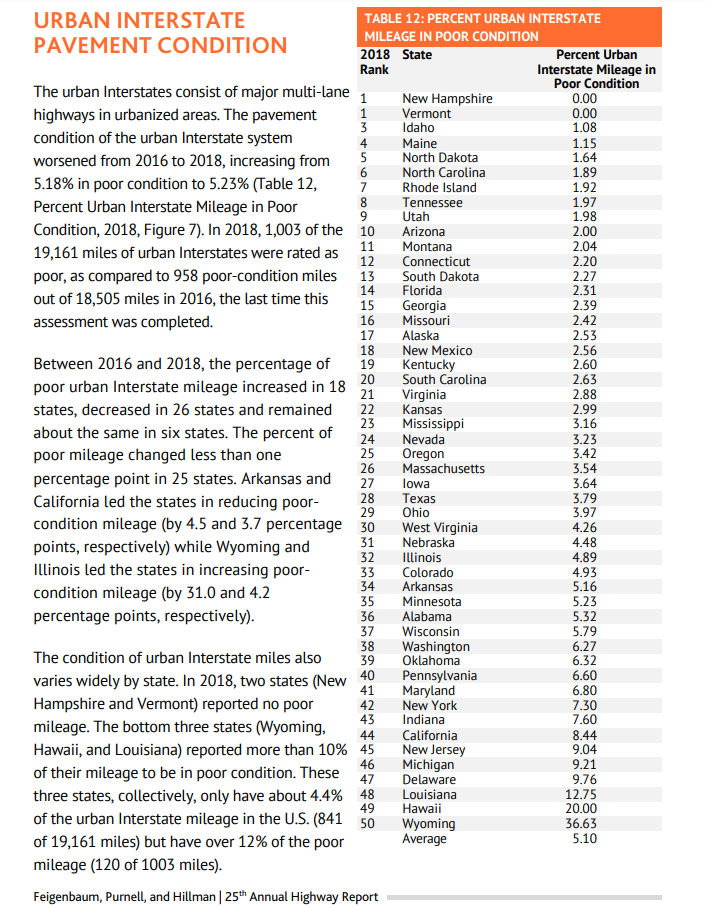 URBAN INTERSTATE
PAVEMENT CONDITION
The urban Interstates consist of major multi-lane
highways in urbanized areas. The pavement
condition of the urban Interstate system
worsened from 2016 to 2018, increasing from
5.18% in poor condition to 5.23% (Table 12,
Percent Urban Interstate Mileage in Poor
Condition, 2018, Figure 7). In 2018, 1,003 of the
19,161 miles of urban Interstates were rated as
poor, as compared to 958 poor-condition miles
out of 18,505 miles in 2016, the last time this
assessment was completed.
Between 2016 and 2018, the percentage of
poor urban Interstate mileage increased in 18
states, decreased in 26 states and remained
about the same in six states. The percent of
poor mileage changed less than one
percentage point in 25 states. Arkansas and
California led the states in reducing poor-
condition mileage (by 4.5 and 3.7 percentage
points, respectively) while Wyoming and
Illinois led the states in increasing poor-
condition mileage (by 31.0 and 4.2
percentage points, respectively).
The condition of urban Interstate miles also
varies widely by state. In 2018, two states (New
Hampshire and Vermont) reported no poor
mileage. The bottom three states (Wyoming,
Hawaii, and Louisiana) reported more than 10%
of their mileage to be in poor condition. These
three states, collectively, only have about 4.4%
of the urban Interstate mileage in the U.S. (841
of 19,161 miles) but have over 12% of the poor
mileage (120 of 1003 miles).
TABLE 12: PERCENT URBAN INTERSTATE
MILEAGE IN POOR CONDITION
2018 State Percent Urban
Rank Interstate Mileage in
Poor Condition
1 New Hampshire 0.00
1 Vermont 0.00
3 Idaho 1.08
4 Maine 1.15
5 North Dakota 1.64
6 North Carolina 1.89
7 Rhode Island 1.92
8 Tennessee 1.97
9 Utah 1.98
10 Arizona 2.00
11 Montana 2.04
12 Connecticut 2.20
13 South Dakota 2.27
14 Florida 2.31
15 Georgia 2.39
16 Missouri 2.42
17 Alaska 2.53
18 New Mexico 2.56
19 Kentucky 2.60
20 South Carolina 2.63
21 Virginia 2.88
22 Kansas 2.99
23 Mississippi 3.16
24 Nevada 3.23
25 Oregon 3.42
26 Massachusetts 3.54
27 Iowa 3.64
28 Texas 3.79
29 Ohio 3.97
30 West Virginia 4.26
31 Nebraska 4.48
32 Illinois 4.89
33 Colorado 4.93
34 Arkansas 5.16
35 Minnesota 5.23
36 Alabama 5.32
37 Wisconsin 5.79
38 Washington 6.27
39 Oklahoma 6.32
40 Pennsylvania 6.60
41 Maryland 6.80
42 New York 7.30
43 Indiana 7.60
44 California 8.44
45 New Jersey 9.04
46 Michigan 9.21
47 Delaware 9.76
48 Louisiana 12.75
49 Hawaii 20.00
50 Wyoming 36.63
Average 5.10
Feigenbaum, Purnell, and Hillman | 25th Annual Highway Report